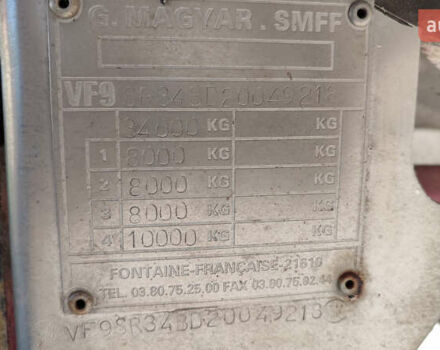 G. MAGYAR . SMFF
VF9 SR34BD20049213
34000 KG KG
1 8000 KG KG
2 8000 KG KG
3 8000 KG KG
4 10000 KG KG
FONTAINE-FRANÇAISE-21610
TEL. 03.80.75.25.00 FAX 03.80.75.92.44
VF9SR34BD20049213